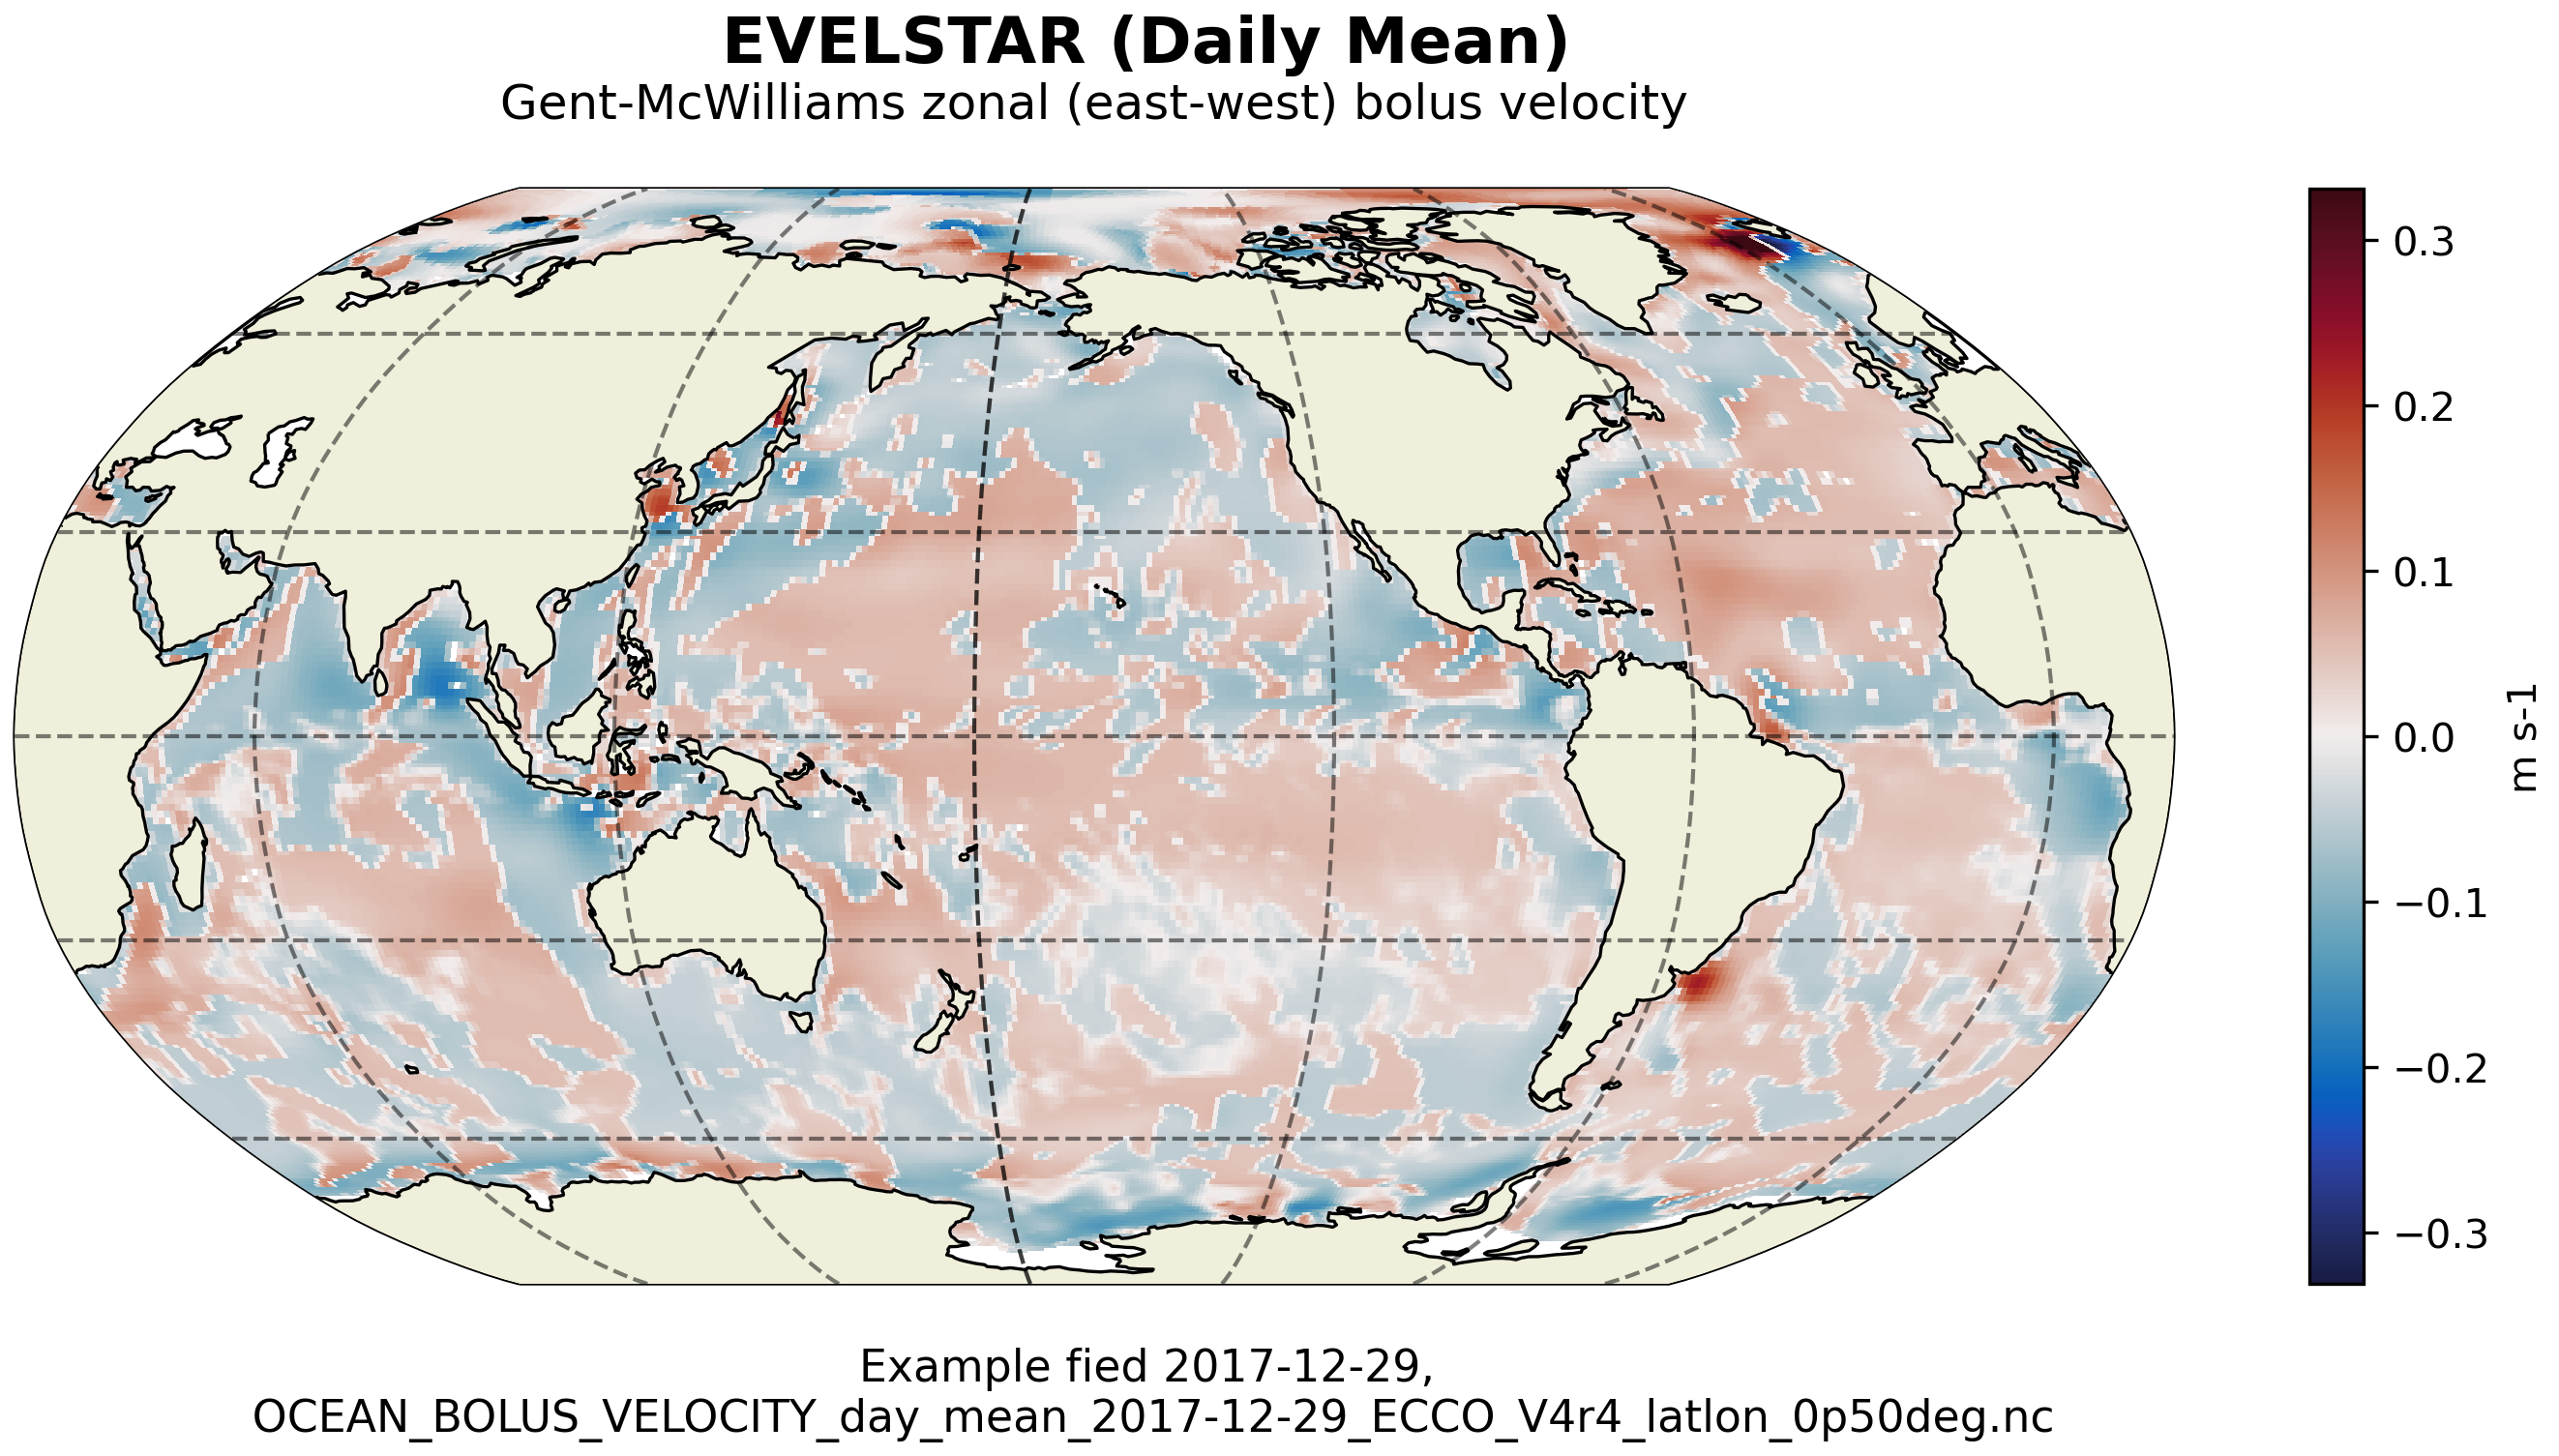 EVELSTAR (Daily Mean)
Gent-McWilliams zonal (east-west) bolus velocity
0.3
0.2
0.1
0.0
−0.1
−0.2
−0.3
m s-1
Example fied 2017-12-29,
OCEAN_BOLUS_VELOCITY_day_mean_2017-12-29_ECCO_V4r4_latlon_0p50deg.nc